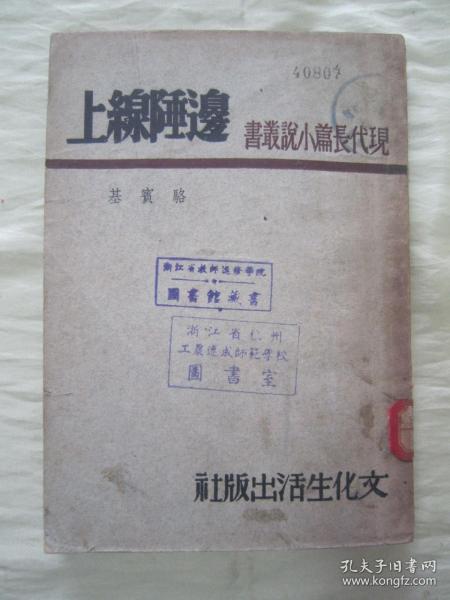 40804
現代長篇小說叢書
邊陲線上
駱賓基
浙江省教師進修學院
圖書館藏書
浙江省杭州
工農速成師範學校
圖書室
文化生活出版社
孔夫子旧书网
www.kongfz.com